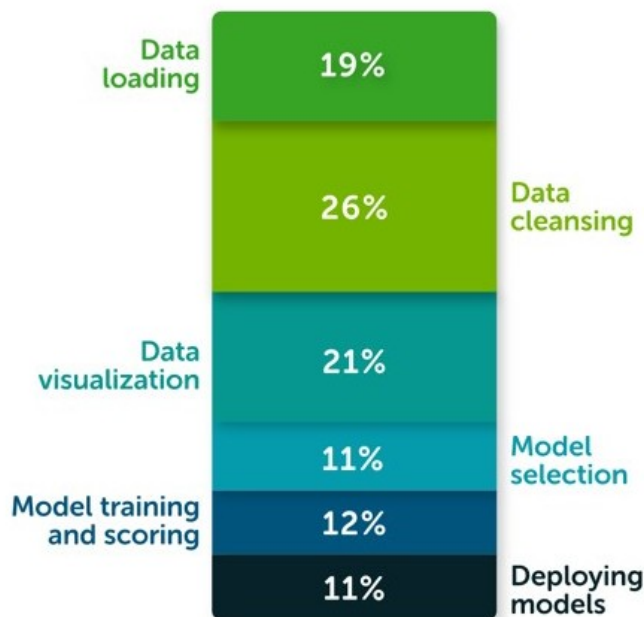 Data
loading
19%
26%
Data
cleansing
Data
visualization
21%
11%
Model
selection
Model training
and scoring
12%
11%
Deploying
models